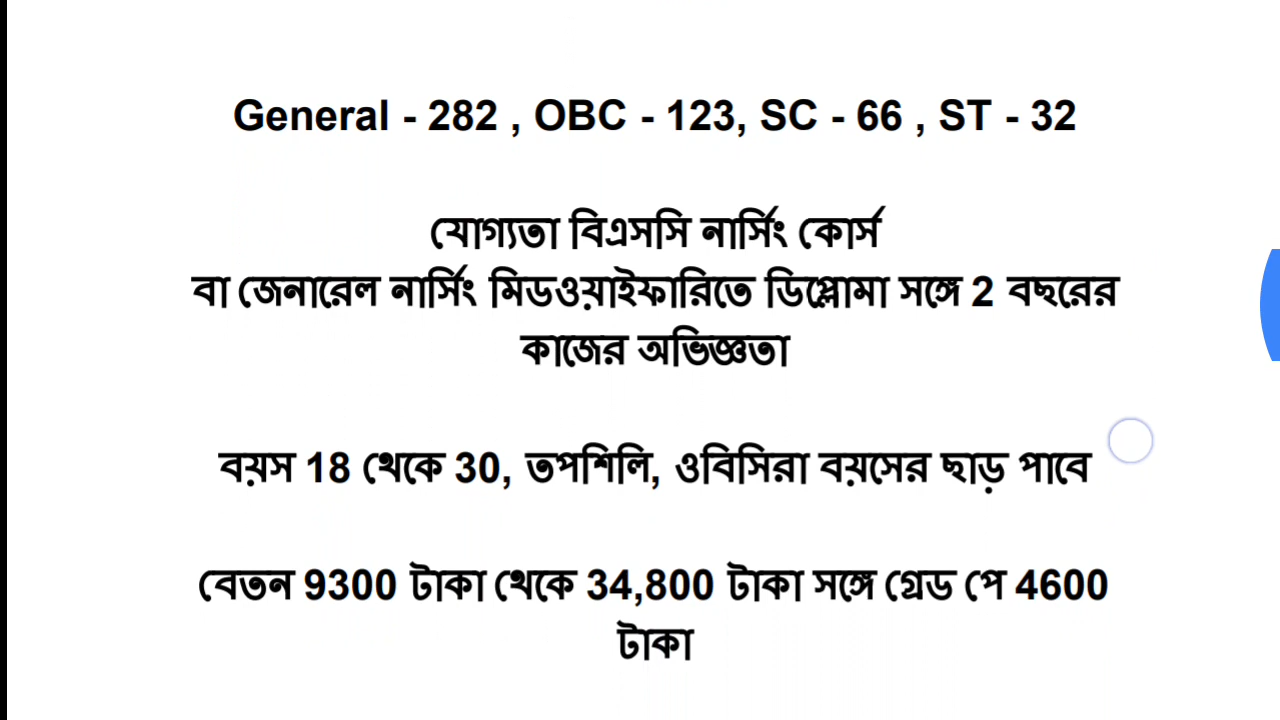 General - 282 , OBC - 123, SC - 66 , ST - 32
যোগ্যতা বিএসসি নার্সিং কোর্স
বা জেনারেল নার্সিং মিডওয়াইফারিতে ডিপ্লোমা সঙ্গে 2 বছরের
কাজের অভিজ্ঞতা
বয়স 18 থেকে 30, তপশিলি, ওবিসিরা বয়সের ছাড় পাবে
বেতন 9300 টাকা থেকে 34,800 টাকা সঙ্গে গ্রেড পে 4600
টাকা